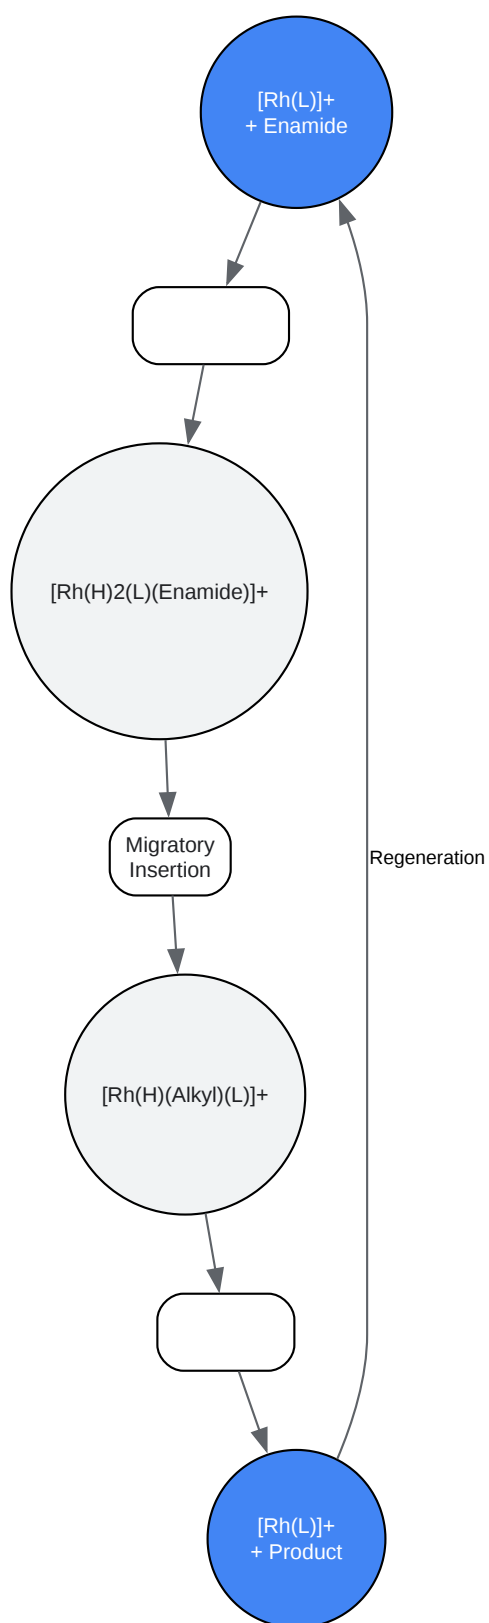 [Rh(L)]+
+ Enamide
[Rh(H)2(L)(Enamide)]+
Migratory
Insertion
Regeneration
[Rh(H)(Alkyl)(L)]+
[Rh(L)]+
+ Product